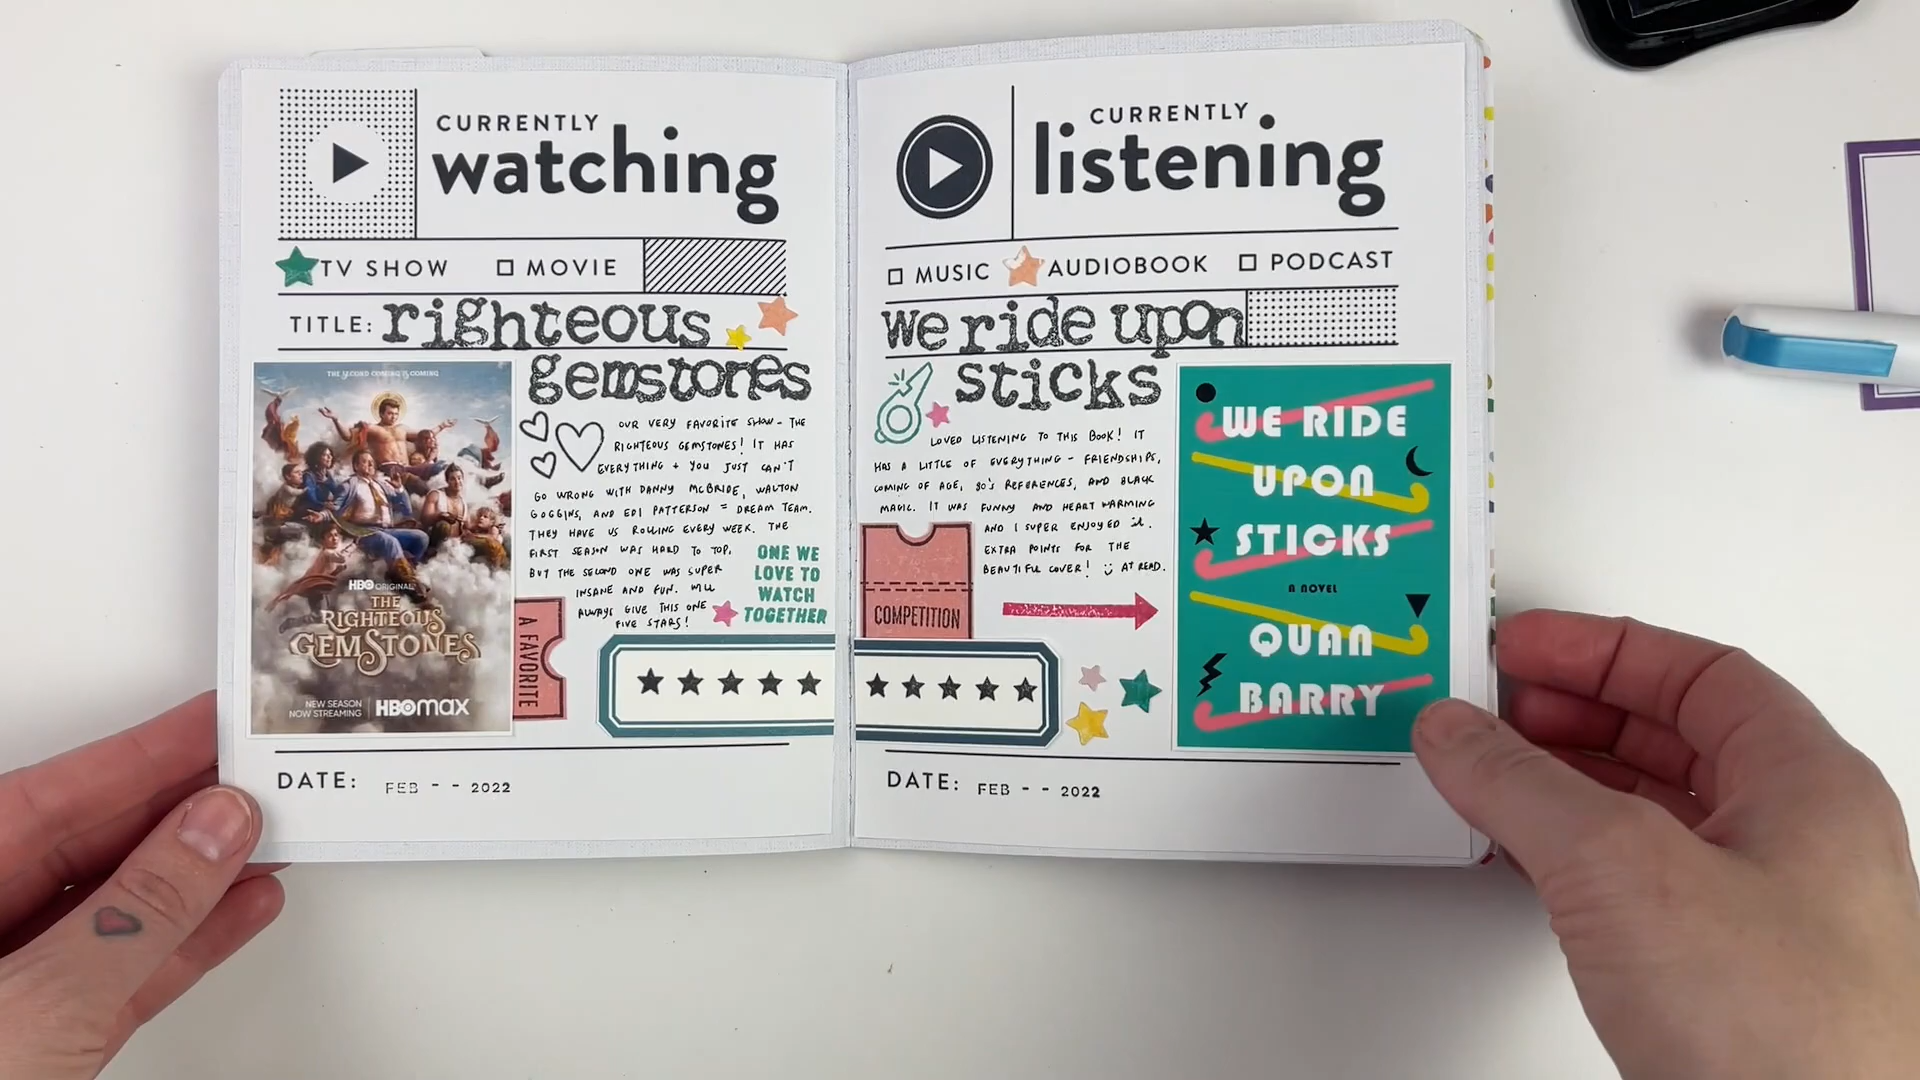 CURRENTLY
watching
TV SHOW MOVIE
TITLE: righteous
gemstones
THE SECOND COMING IS COMING
HBO ORIGINAL
THE
RIGHTEOUS
GEMSTONES
NEW SEASON
NOW STREAMING HBOMAX
OUR VERY FAVORITE SHOW - THE
RIGHTEOUS GEMSTONES! IT HAS
EVERYTHING + YOU JUST CAN'T
GO WRONG WITH DANNY MCBRIDE, WALTON
GOGGINS, AND EDI PATTERSON = DREAM TEAM.
THEY HAVE US ROLLING EVERY WEEK. THE
FIRST SEASON WAS HARD TO TOP,
BUT THE SECOND ONE WAS SUPER
INSANE AND FUN. WILL
ALWAYS GIVE THIS ONE
FIVE STARS!
ONE WE
LOVE TO
WATCH
TOGETHER
A FAVORITE
DATE: FEB - - 2022
CURRENTLY
listening
MUSIC AUDIOBOOK PODCAST
we ride upon
sticks
LOVED LISTENING TO THIS BOOK! IT
HAS A LITTLE OF EVERYTHING - FRIENDSHIPS,
COMING OF AGE, 80'S REFERENCES, AND BLACK
MAGIC. IT WAS FUNNY AND HEART WARMING
AND I SUPER ENJOYED IT.
EXTRA POINTS FOR THE
BEAUTIFUL COVER! AT READ.
COMPETITION
WE RIDE
UPON
STICKS
A NOVEL
QUAN
BARRY
DATE: FEB - - 2022